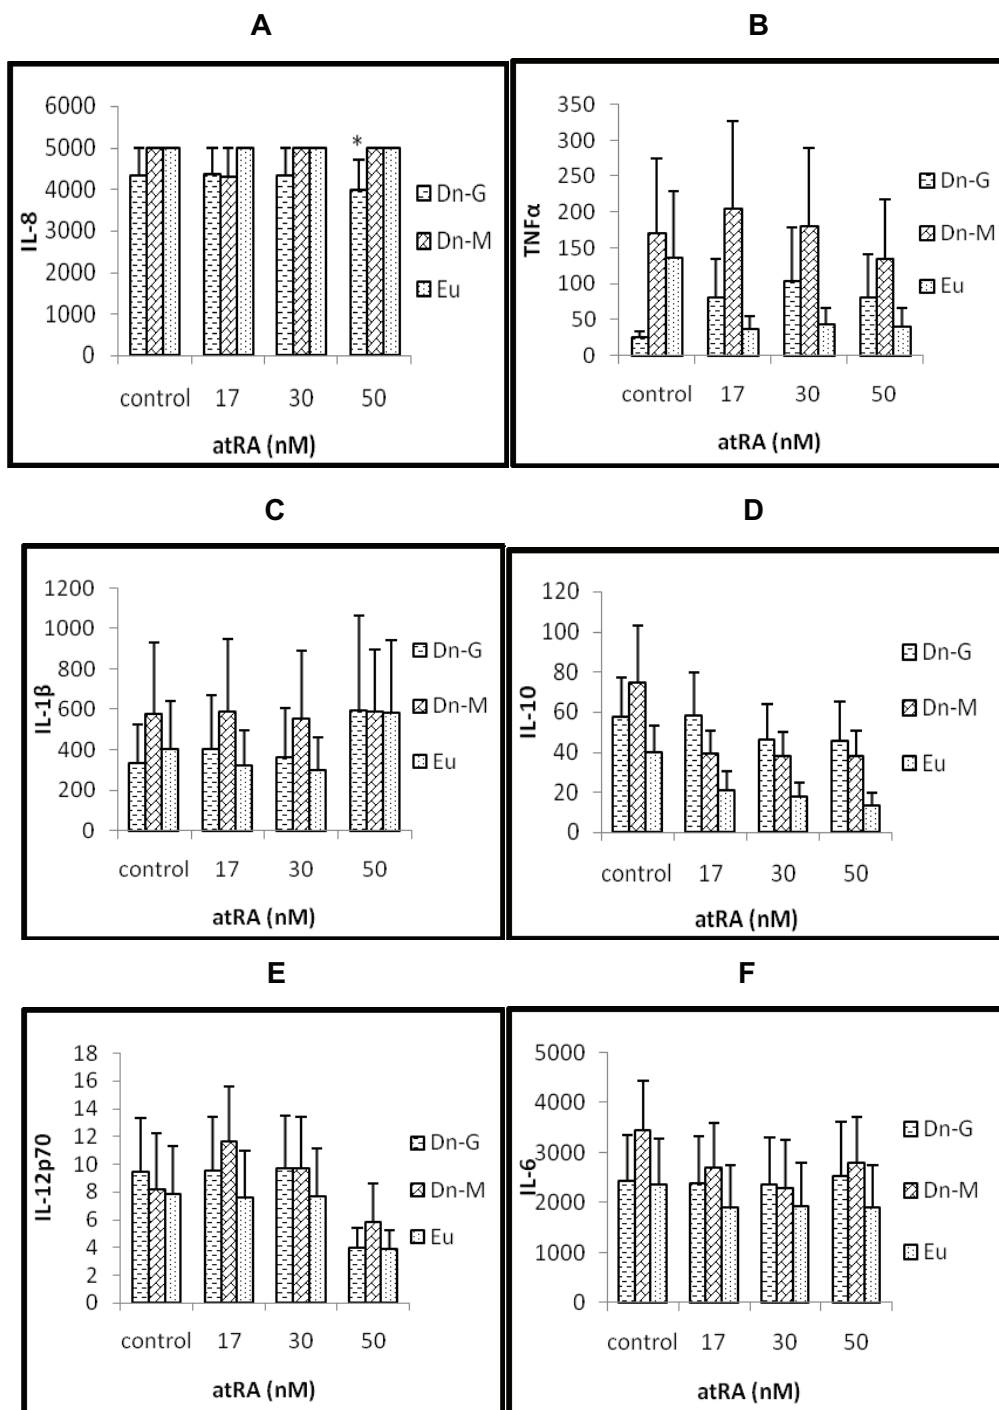 A
6000
5000
4000
3000
2000
1000
0
IL-8
*
control 17 30 50
atRA (nM)
Dn-G
Dn-M
Eu
B
350
300
250
200
150
100
50
0
TNFα
control 17 30 50
atRA (nM)
Dn-G
Dn-M
Eu
C
1200
1000
800
600
400
200
0
IL-1β
control 17 30 50
atRA (nM)
Dn-G
Dn-M
Eu
D
120
100
80
60
40
20
0
IL-10
control 17 30 50
atRA (nM)
Dn-G
Dn-M
Eu
E
18
16
14
12
10
8
6
4
2
0
IL-12p70
control 17 30 50
atRA (nM)
Dn-G
Dn-M
Eu
F
5000
4000
3000
2000
1000
0
IL-6
control 17 30 50
atRA (nM)
Dn-G
Dn-M
Eu